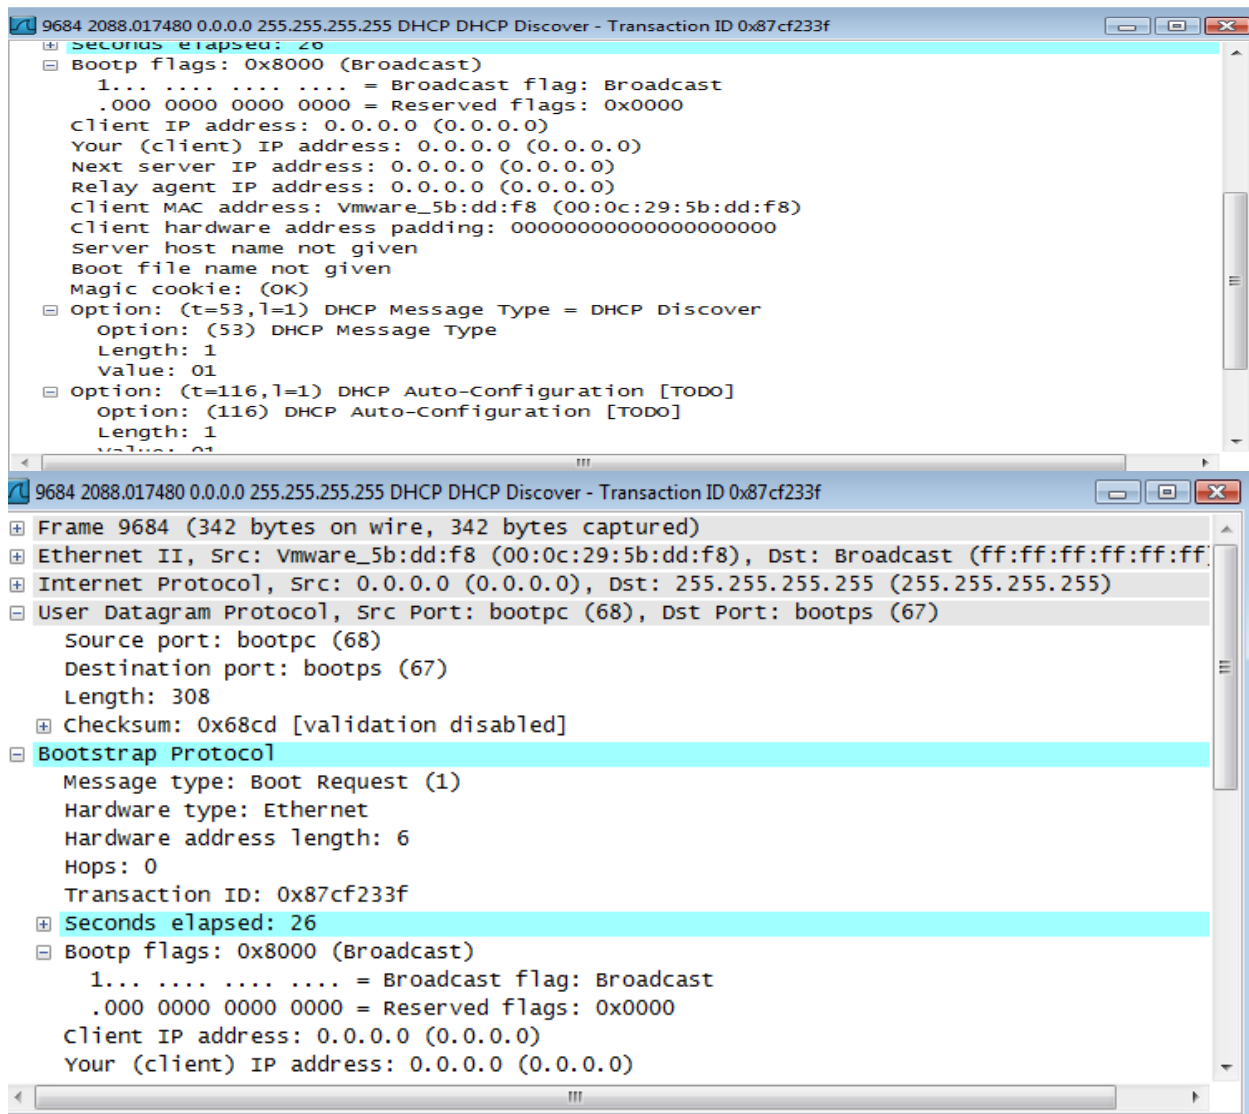 9684 2088.017480 0.0.0.0 255.255.255.255 DHCP DHCP Discover - Transaction ID 0x87cf233f
Seconds elapsed: 26
Bootp flags: 0x8000 (Broadcast)
1... .... .... .... = Broadcast flag: Broadcast
.000 0000 0000 0000 = Reserved flags: 0x0000
Client IP address: 0.0.0.0 (0.0.0.0)
Your (client) IP address: 0.0.0.0 (0.0.0.0)
Next server IP address: 0.0.0.0 (0.0.0.0)
Relay agent IP address: 0.0.0.0 (0.0.0.0)
Client MAC address: Vmware_5b:dd:f8 (00:0c:29:5b:dd:f8)
Client hardware address padding: 00000000000000000000
Server host name not given
Boot file name not given
Magic cookie: (OK)
Option: (t=53,l=1) DHCP Message Type = DHCP Discover
Option: (53) DHCP Message Type
Length: 1
Value: 01
Option: (t=116,l=1) DHCP Auto-Configuration [TODO]
Option: (116) DHCP Auto-Configuration [TODO]
Length: 1
Value: 01
9684 2088.017480 0.0.0.0 255.255.255.255 DHCP DHCP Discover - Transaction ID 0x87cf233f
Frame 9684 (342 bytes on wire, 342 bytes captured)
Ethernet II, Src: Vmware_5b:dd:f8 (00:0c:29:5b:dd:f8), Dst: Broadcast (ff:ff:ff:ff:ff:ff)
Internet Protocol, Src: 0.0.0.0 (0.0.0.0), Dst: 255.255.255.255 (255.255.255.255)
User Datagram Protocol, Src Port: bootpc (68), Dst Port: bootps (67)
Source port: bootpc (68)
Destination port: bootps (67)
Length: 308
Checksum: 0x68cd [validation disabled]
Bootstrap Protocol
Message type: Boot Request (1)
Hardware type: Ethernet
Hardware address length: 6
Hops: 0
Transaction ID: 0x87cf233f
Seconds elapsed: 26
Bootp flags: 0x8000 (Broadcast)
1... .... .... .... = Broadcast flag: Broadcast
.000 0000 0000 0000 = Reserved flags: 0x0000
Client IP address: 0.0.0.0 (0.0.0.0)
Your (client) IP address: 0.0.0.0 (0.0.0.0)